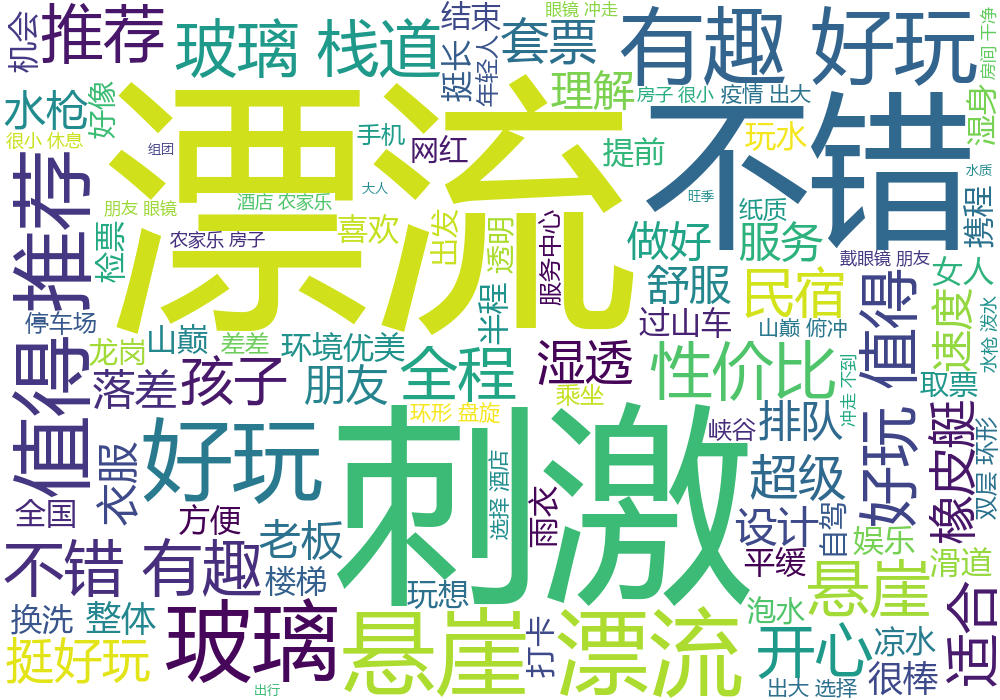 机会
推荐
玻璃 栈道
结束
挺长
年轻人
套票
眼镜 冲走
有趣 好玩
房间 干净
水枪
好像
很小 休息
漂流
理解
房子 很小
疫情 出大
湿身
不错
组团
手机
网红
提前
玩水
水质
大人
旺季
酒店 农家乐
朋友 眼镜
农家乐 房子
喜欢
出发
透明
服务中心
纸质
携程
值得 推荐
检票
做好
服务
戴眼镜 朋友
女人
停车场
山巅
差差
环境优美
半程
舒服
民宿
过山车
山巅 俯冲
值得
速度
水枪 泼水
龙岗
落差
孩子
朋友
全程
湿透
性价比
冲走 不到
取票
乘坐
环形 盘旋
峡谷
排队
好玩
橡皮艇
双层 环形
衣服
好玩
刺激
选择 酒店
雨衣
超级
全国
方便
老板
设计
自驾
娱乐
不错 有趣
楼梯
平缓
滑道
玩想
换洗
整体
玻璃
悬崖 漂流
打卡
泡水
悬崖
适合
挺好玩
开心
凉水
很棒
出行
出大 选择